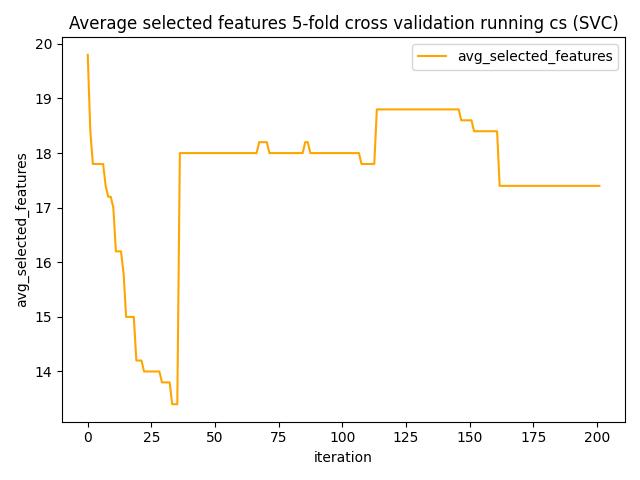 Average selected features 5-fold cross validation running cs (SVC)
avg_selected_features
avg_selected_features
20
19
18
17
16
15
14
0 25 50 75 100 125 150 175 200
iteration